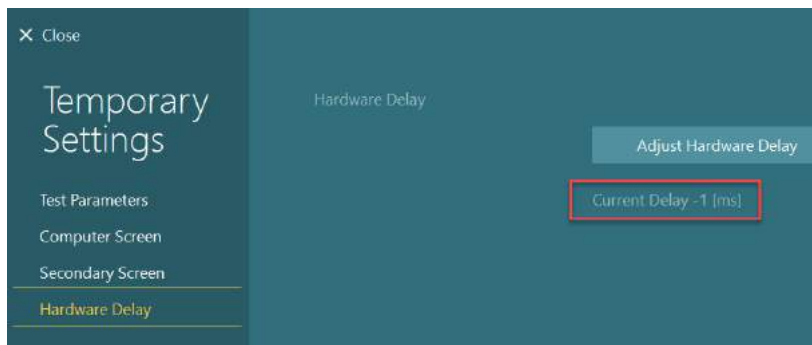 ✕ Close
Temporary
Settings
Test Parameters
Computer Screen
Secondary Screen
Hardware Delay
Hardware Delay
Adjust Hardware Delay
Current Delay -1 [ms]